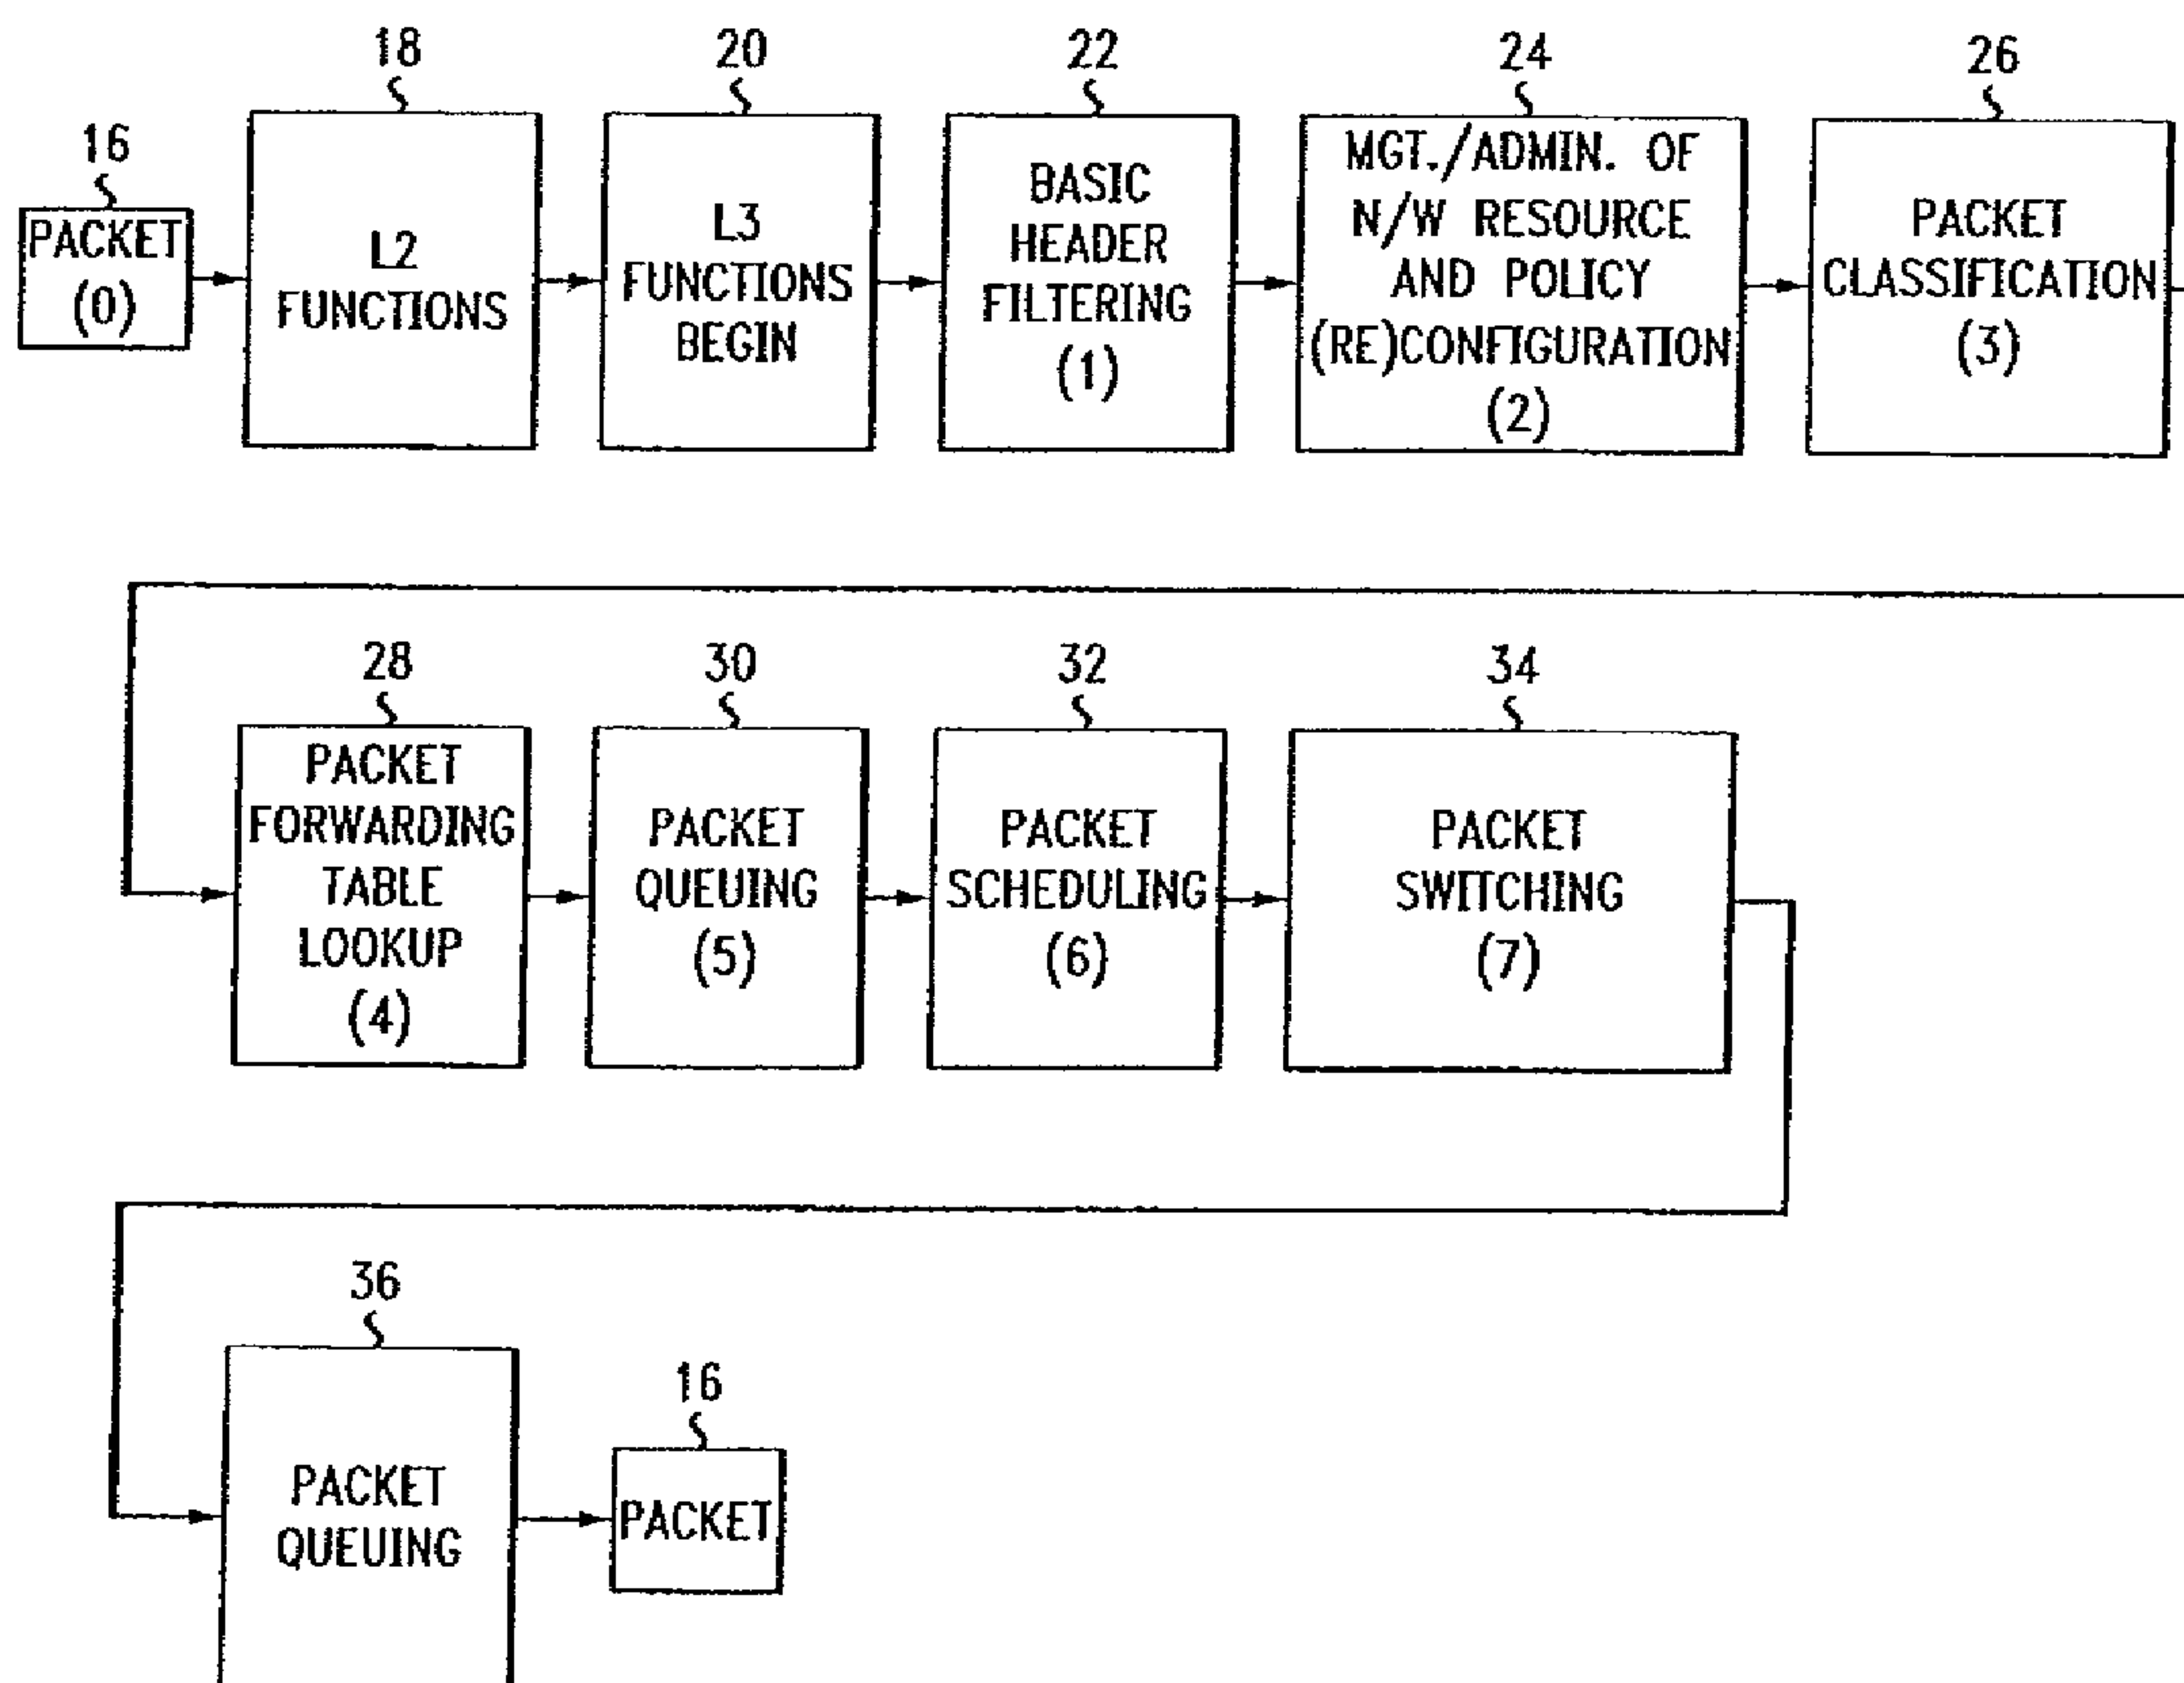 18
20
22
24
26
16
PACKET
(0)
L2
FUNCTIONS
L3
FUNCTIONS
BEGIN
BASIC
HEADER
FILTERING
(1)
MGT./ADMIN. OF
N/W RESOURCE
AND POLICY
(RE)CONFIGURATION
(2)
PACKET
CLASSIFICATION
(3)
28
30
32
34
PACKET
FORWARDING
TABLE
LOOKUP
(4)
PACKET
QUEUING
(5)
PACKET
SCHEDULING
(6)
PACKET
SWITCHING
(7)
36
PACKET
QUEUING
16
PACKET